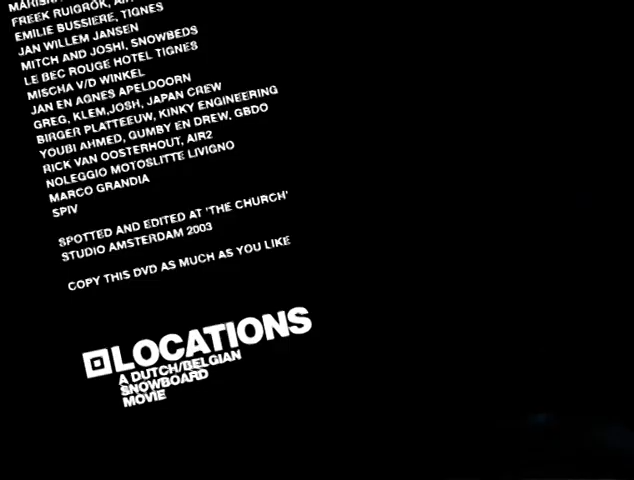 FREEK RUIGROK, AIR
EMILIE BUSSIERE, TIGNES
JAN WILLEM JANSEN
MITCH AND JOSHI, SNOWBEDS
LE BEC ROUGE HOTEL TIGNES
MISCHA V/D WINKEL
JAN EN AGNES APELDOORN
GREG, KLEM,JOSH, JAPAN CREW
BIRGER PLATTEEUW, KINKY ENGINEERING
YOUBI AHMED, GUMBY EN DREW, GBDO
RICK VAN OOSTERHOUT, AIR2
NOLEGGIO MOTOSLITTE LIVIGNO
MARCO GRANDIA
SPIV
SPOTTED AND EDITED AT 'THE CHURCH'
STUDIO AMSTERDAM 2003
COPY THIS DVD AS MUCH AS YOU LIKE
LOCATIONS
A DUTCH/BELGIAN
SNOWBOARD
MOVIE